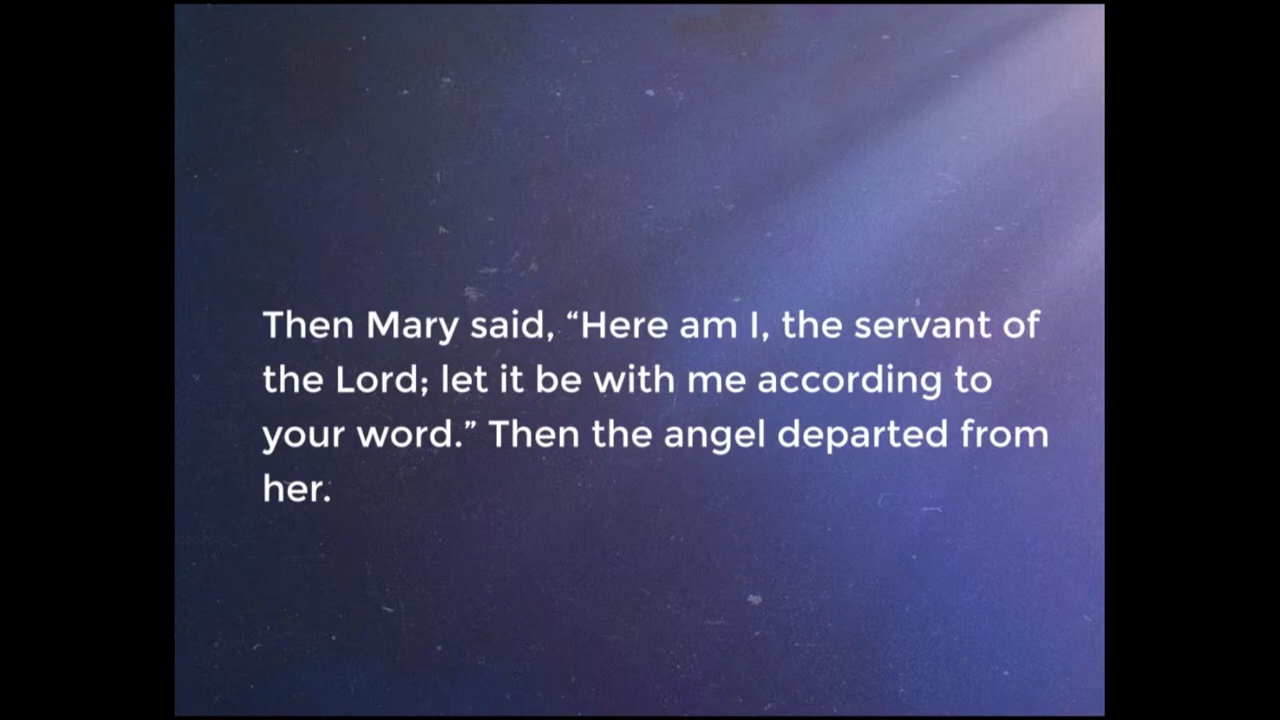 Then Mary said, “Here am I, the servant of
the Lord; let it be with me according to
your word.” Then the angel departed from
her.